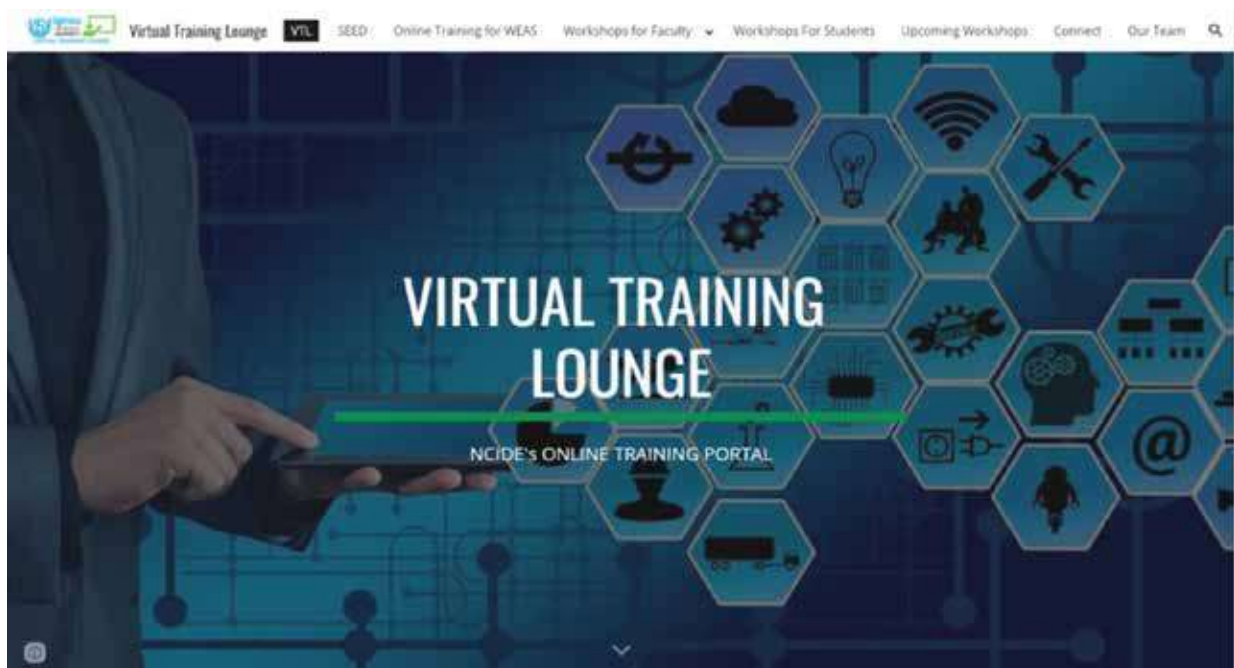 Virtual Training Lounge
VTL
SEED
Online Training for WEAS
Workshops for Faculty
Workshops For Students
Upcoming Workshops
Connect
Our Team
VIRTUAL TRAINING
LOUNGE
NCIDE's ONLINE TRAINING PORTAL
@